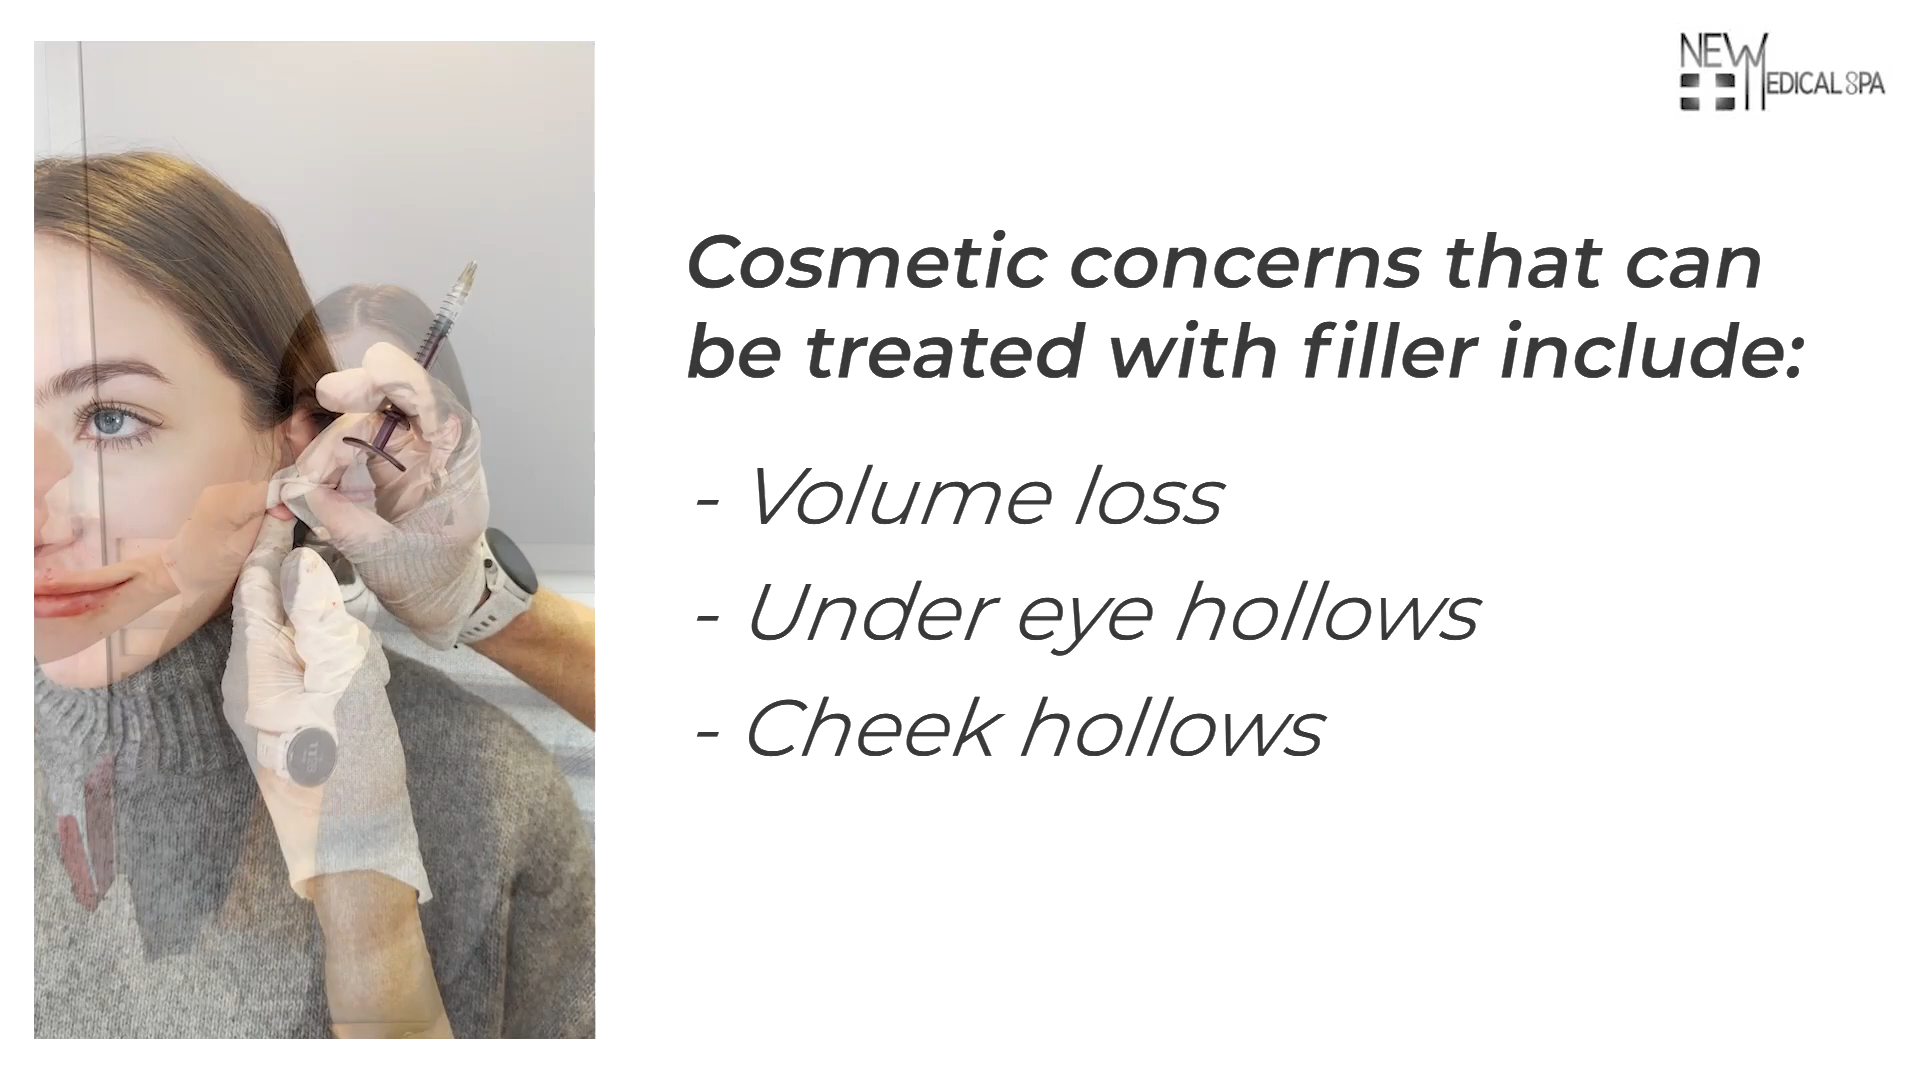 NEW
MEDICAL SPA
Cosmetic concerns that can
be treated with filler include:
- Volume loss
- Under eye hollows
- Cheek hollows